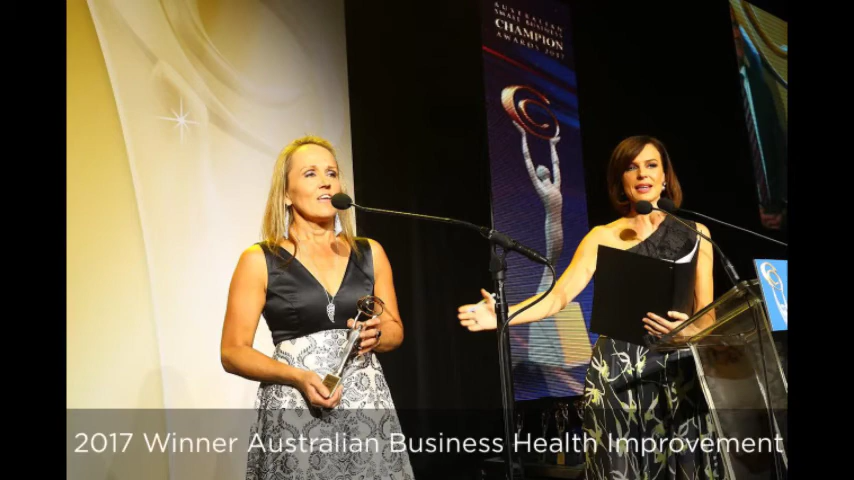 AUSTRALIAN
SMALL BUSINESS
CHAMPION
AWARDS 2017
2017 Winner Australian Business Health Improvement